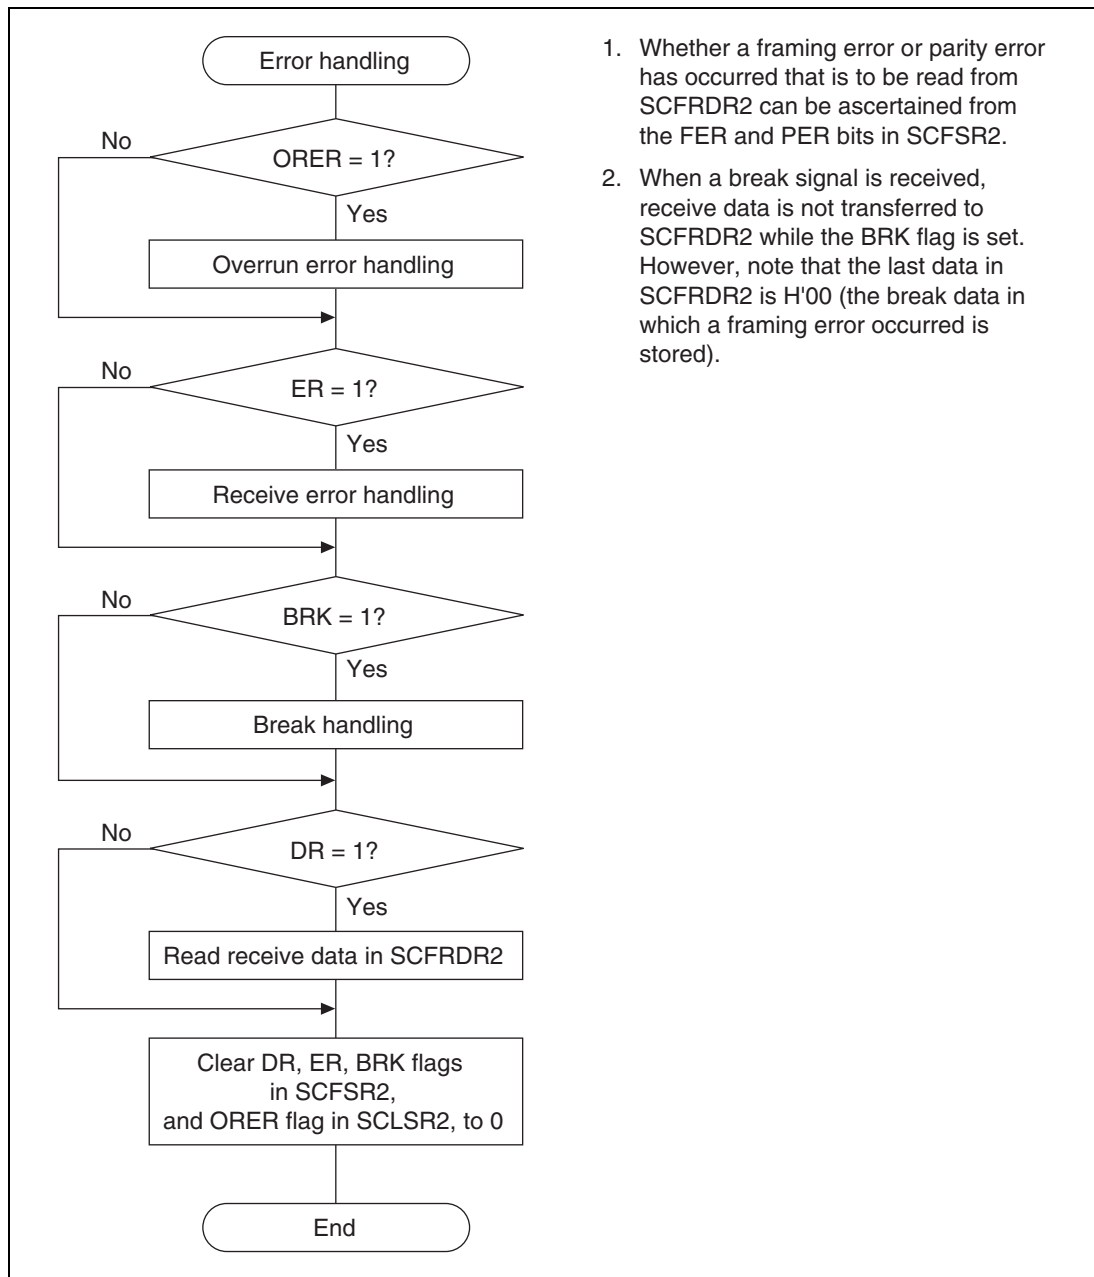 Error handling
No
ORER = 1?
Yes
Overrun error handling
No
ER = 1?
Yes
Receive error handling
No
BRK = 1?
Yes
Break handling
No
DR = 1?
Yes
Read receive data in SCFRDR2
Clear DR, ER, BRK flags
in SCFSR2,
and ORER flag in SCLSR2, to 0
End
1. Whether a framing error or parity error
has occurred that is to be read from
SCFRDR2 can be ascertained from
the FER and PER bits in SCFSR2.
2. When a break signal is received,
receive data is not transferred to
SCFRDR2 while the BRK flag is set.
However, note that the last data in
SCFRDR2 is H'00 (the break data in
which a framing error occurred is
stored).